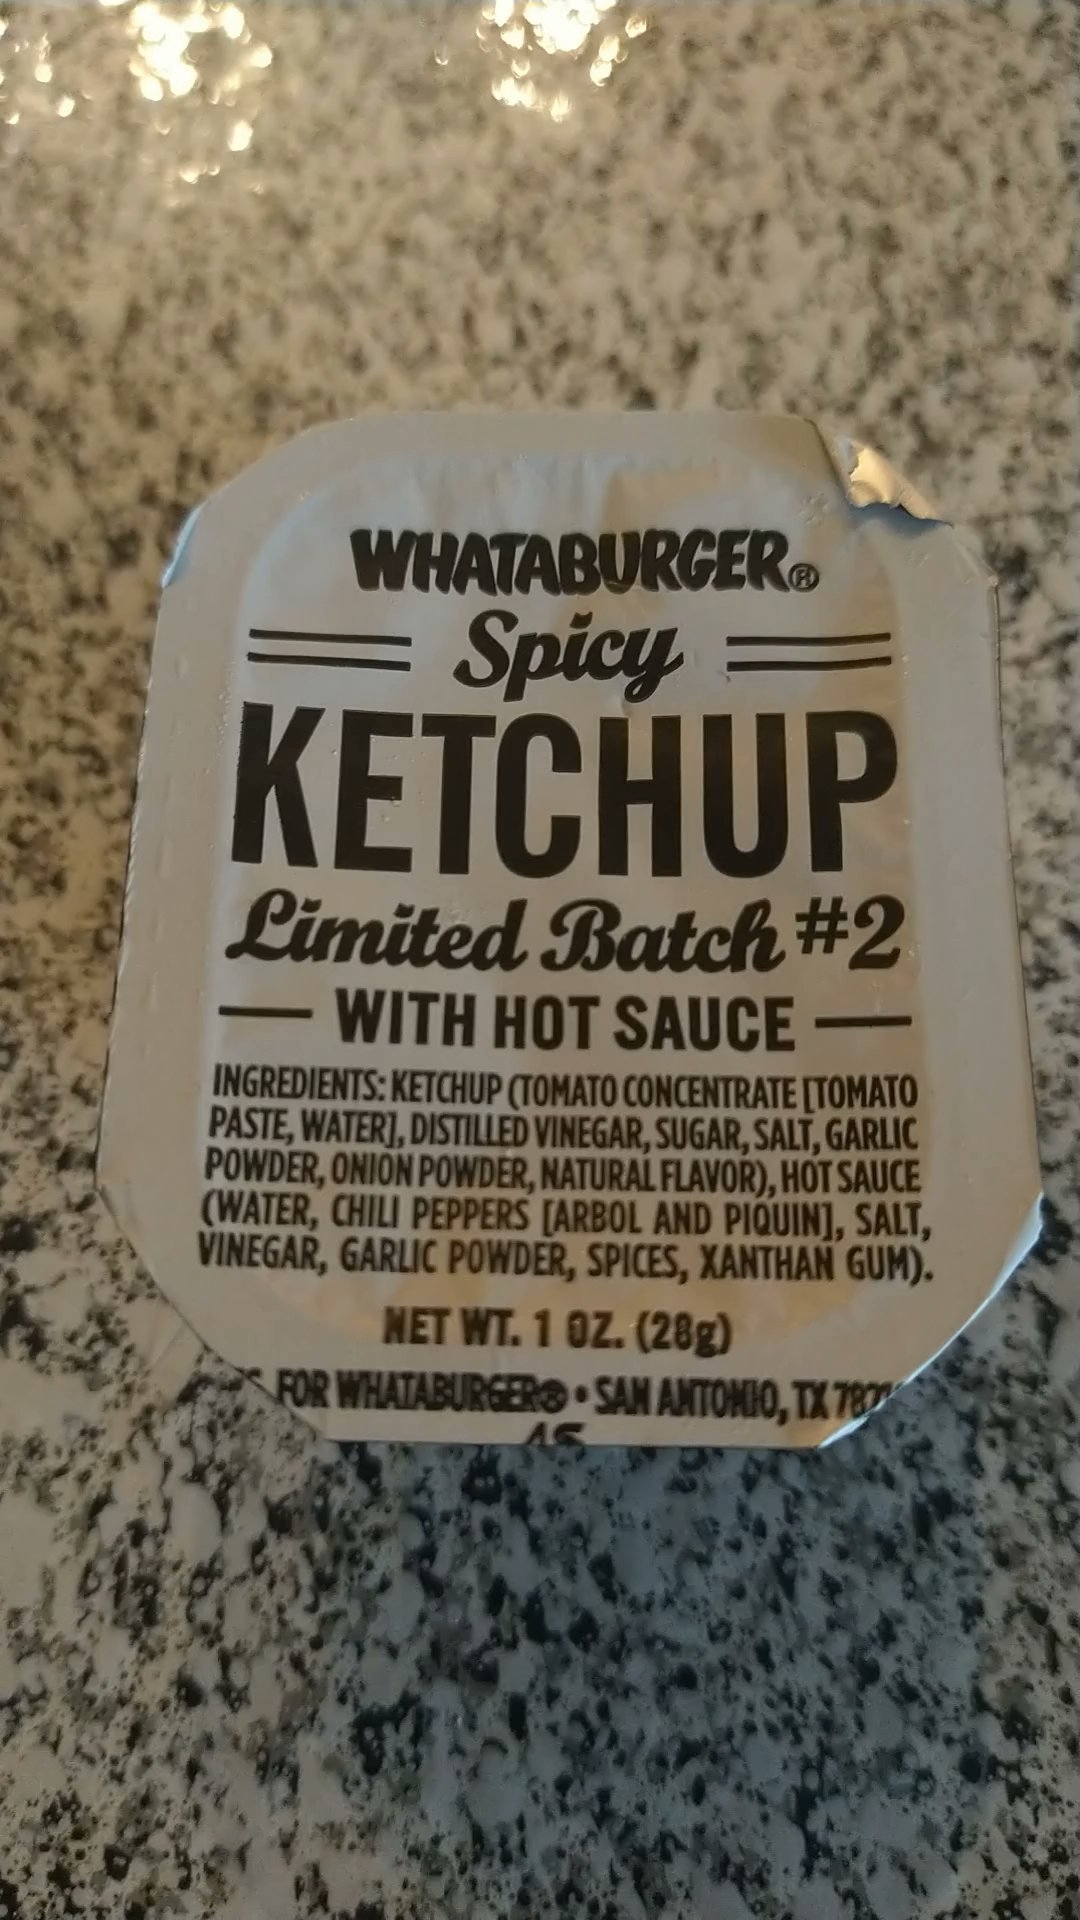 WHATABURGER®
Spicy
KETCHUP
Limited Batch #2
WITH HOT SAUCE
INGREDIENTS: KETCHUP (TOMATO CONCENTRATE [TOMATO
PASTE, WATER], DISTILLED VINEGAR, SUGAR, SALT, GARLIC
POWDER, ONION POWDER, NATURAL FLAVOR), HOT SAUCE
(WATER, CHILI PEPPERS [ARBOL AND PIQUIN], SALT,
VINEGAR, GARLIC POWDER, SPICES, XANTHAN GUM).
NET WT. 1 OZ. (28g)
FOR WHATABURGER® • SAN ANTONIO, TX